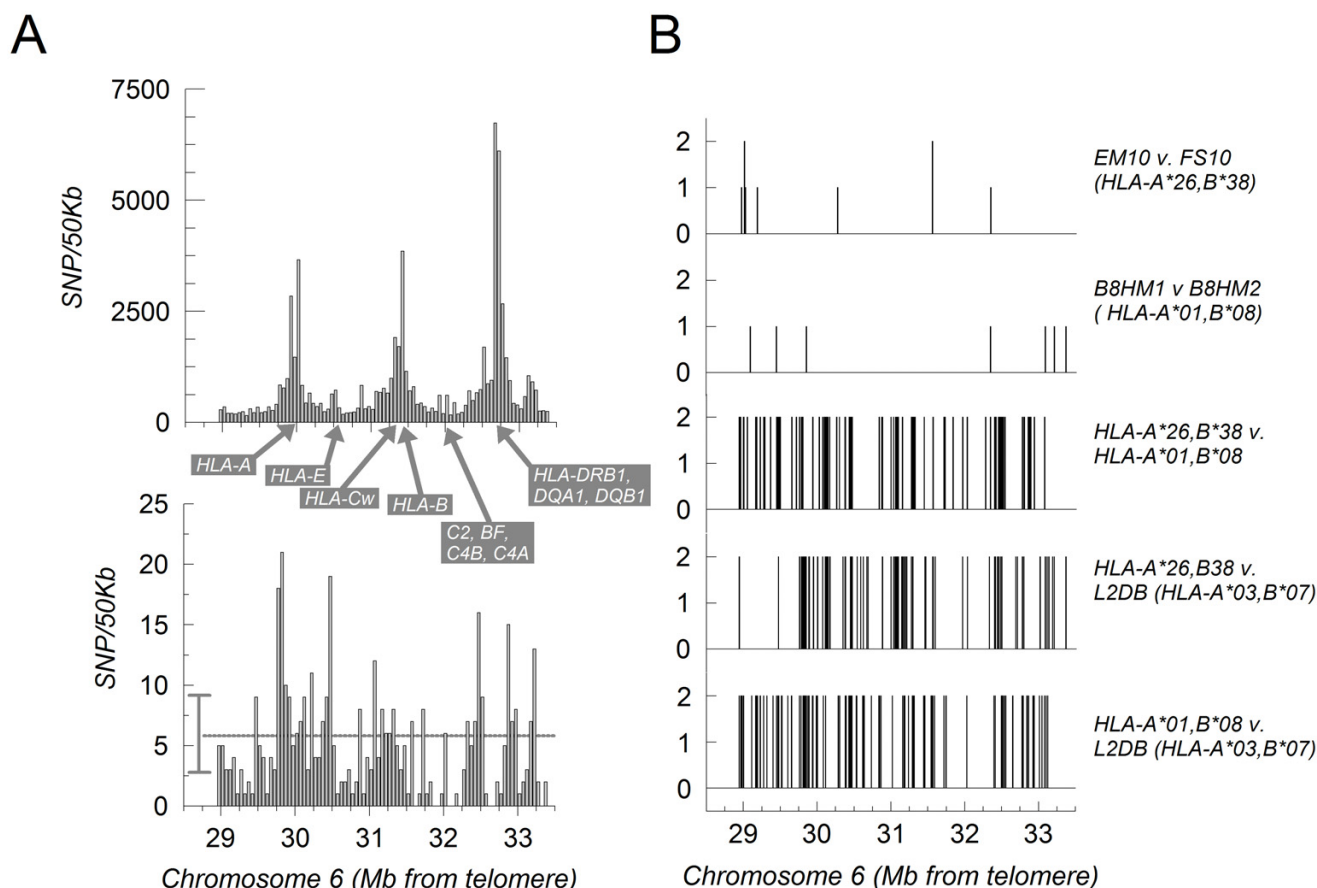 A
7500
5000
2500
0
SNP/50Kb
HLA-A
HLA-E
HLA-Cw
HLA-B
C2, BF,
C4B, C4A
HLA-DRB1,
DQA1, DQB1
25
20
15
10
5
0
SNP/50Kb
29 30 31 32 33
Chromosome 6 (Mb from telomere)
B
2
1
0
EM10 v. FS10
(HLA-A*26,B*38)
2
1
0
B8HM1 v B8HM2
( HLA-A*01,B*08)
2
1
0
HLA-A*26,B*38 v.
HLA-A*01,B*08
2
1
0
HLA-A*26,B38 v.
L2DB (HLA-A*03,B*07)
2
1
0
HLA-A*01,B*08 v.
L2DB (HLA-A*03,B*07)
29 30 31 32 33
Chromosome 6 (Mb from telomere)